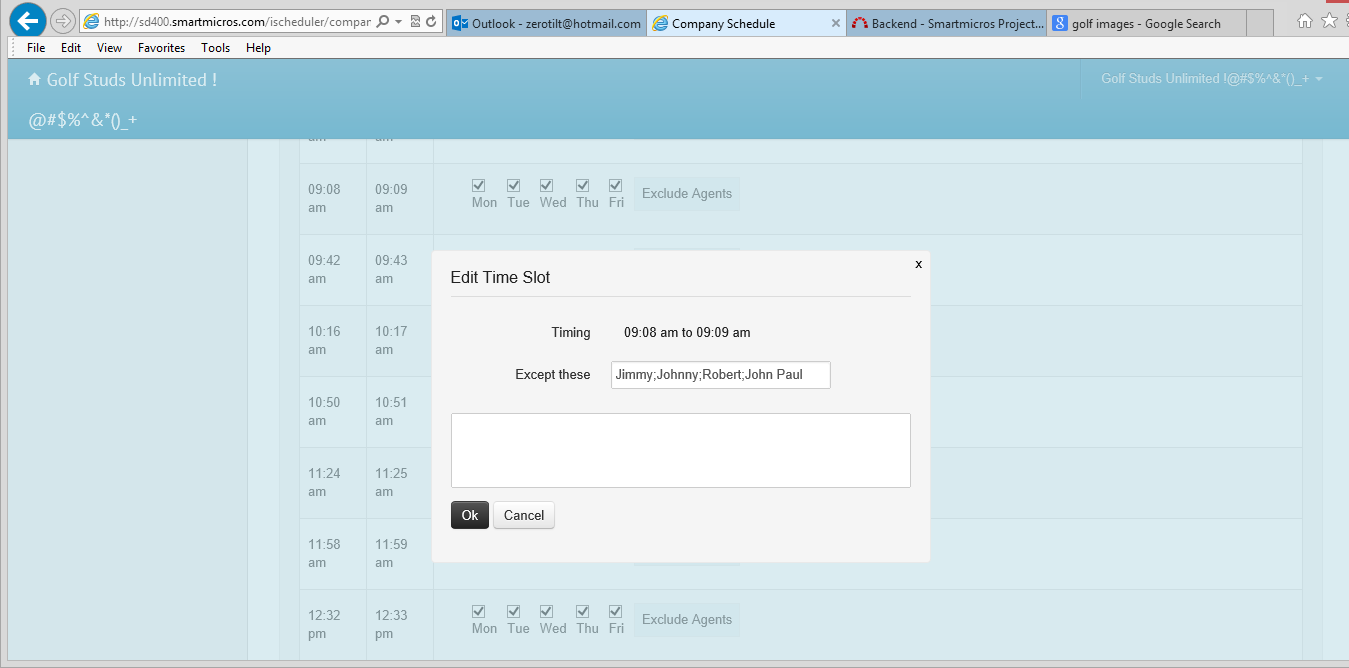 http://sd400.smartmicros.com/ischeduler/compar
Outlook - zerotilt@hotmail.com
Company Schedule
Backend - Smartmicros Project...
golf images - Google Search
File Edit View Favorites Tools Help
Golf Studs Unlimited !
@#$%^&*()_+
Golf Studs Unlimited !@#$%^&*()_+
am am
09:08 am
09:09 am
Mon Tue Wed Thu Fri
Exclude Agents
09:42 am
09:43 am
10:16 am
10:17 am
10:50 am
10:51 am
11:24 am
11:25 am
11:58 am
11:59 am
12:32 pm
12:33 pm
Mon Tue Wed Thu Fri
Exclude Agents
x
Edit Time Slot
Timing 09:08 am to 09:09 am
Except these Jimmy;Johnny;Robert;John Paul
Ok Cancel